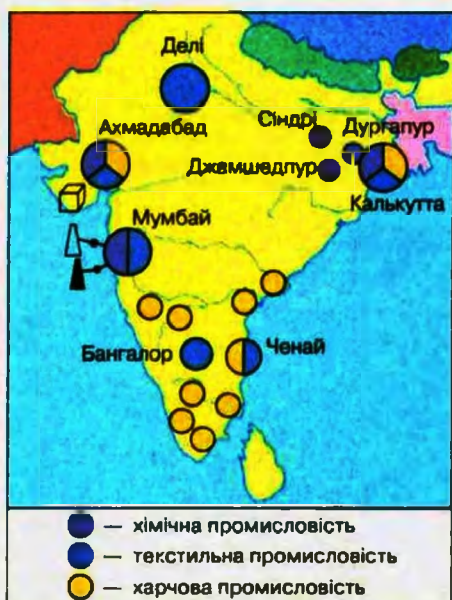 Делі
Сіндрі
Ахмадабад
Дургапур
Джамшедпур
Калькутта
Мумбай
Бангалор
Ченай
— хімічна промисловість
— текстильна промисловість
— харчова промисловість